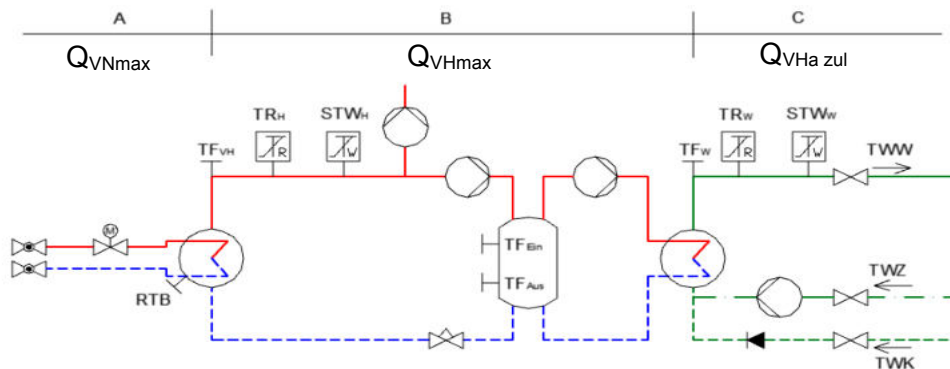 A B C
QVNmax QVHmax QVHa zul
TRH STWH TRW STWW
TFVH TFW TWW
R W R W
M
TFEin
TFAus
RTB
TWZ
TWK